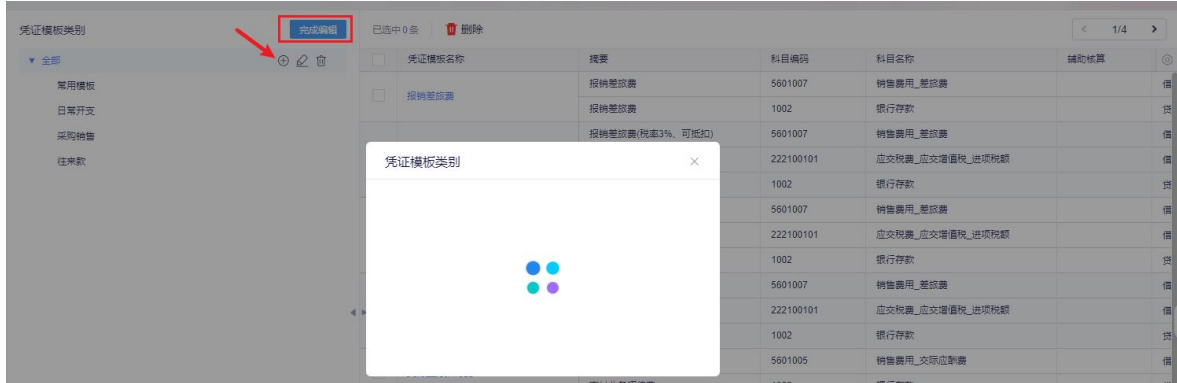 凭证模板类别
完成编辑
已选中0条
删除
1/4
全部
凭证模板名称
摘要
科目编码
科目名称
辅助核算
常用模板
日常开支
采购销售
往来款
报销差旅费
报销差旅费
5601007
销售费用_差旅费
借
报销差旅费
1002
银行存款
贷
报销差旅费(税率3%、可抵扣)
5601007
销售费用_差旅费
借
凭证模板类别
222100101
应交税费_应交增值税_进项税额
借
1002
银行存款
贷
5601007
销售费用_差旅费
借
222100101
应交税费_应交增值税_进项税额
借
1002
银行存款
贷
5601007
销售费用_差旅费
借
222100101
应交税费_应交增值税_进项税额
借
1002
银行存款
贷
5601005
销售费用_交际应酬费
借